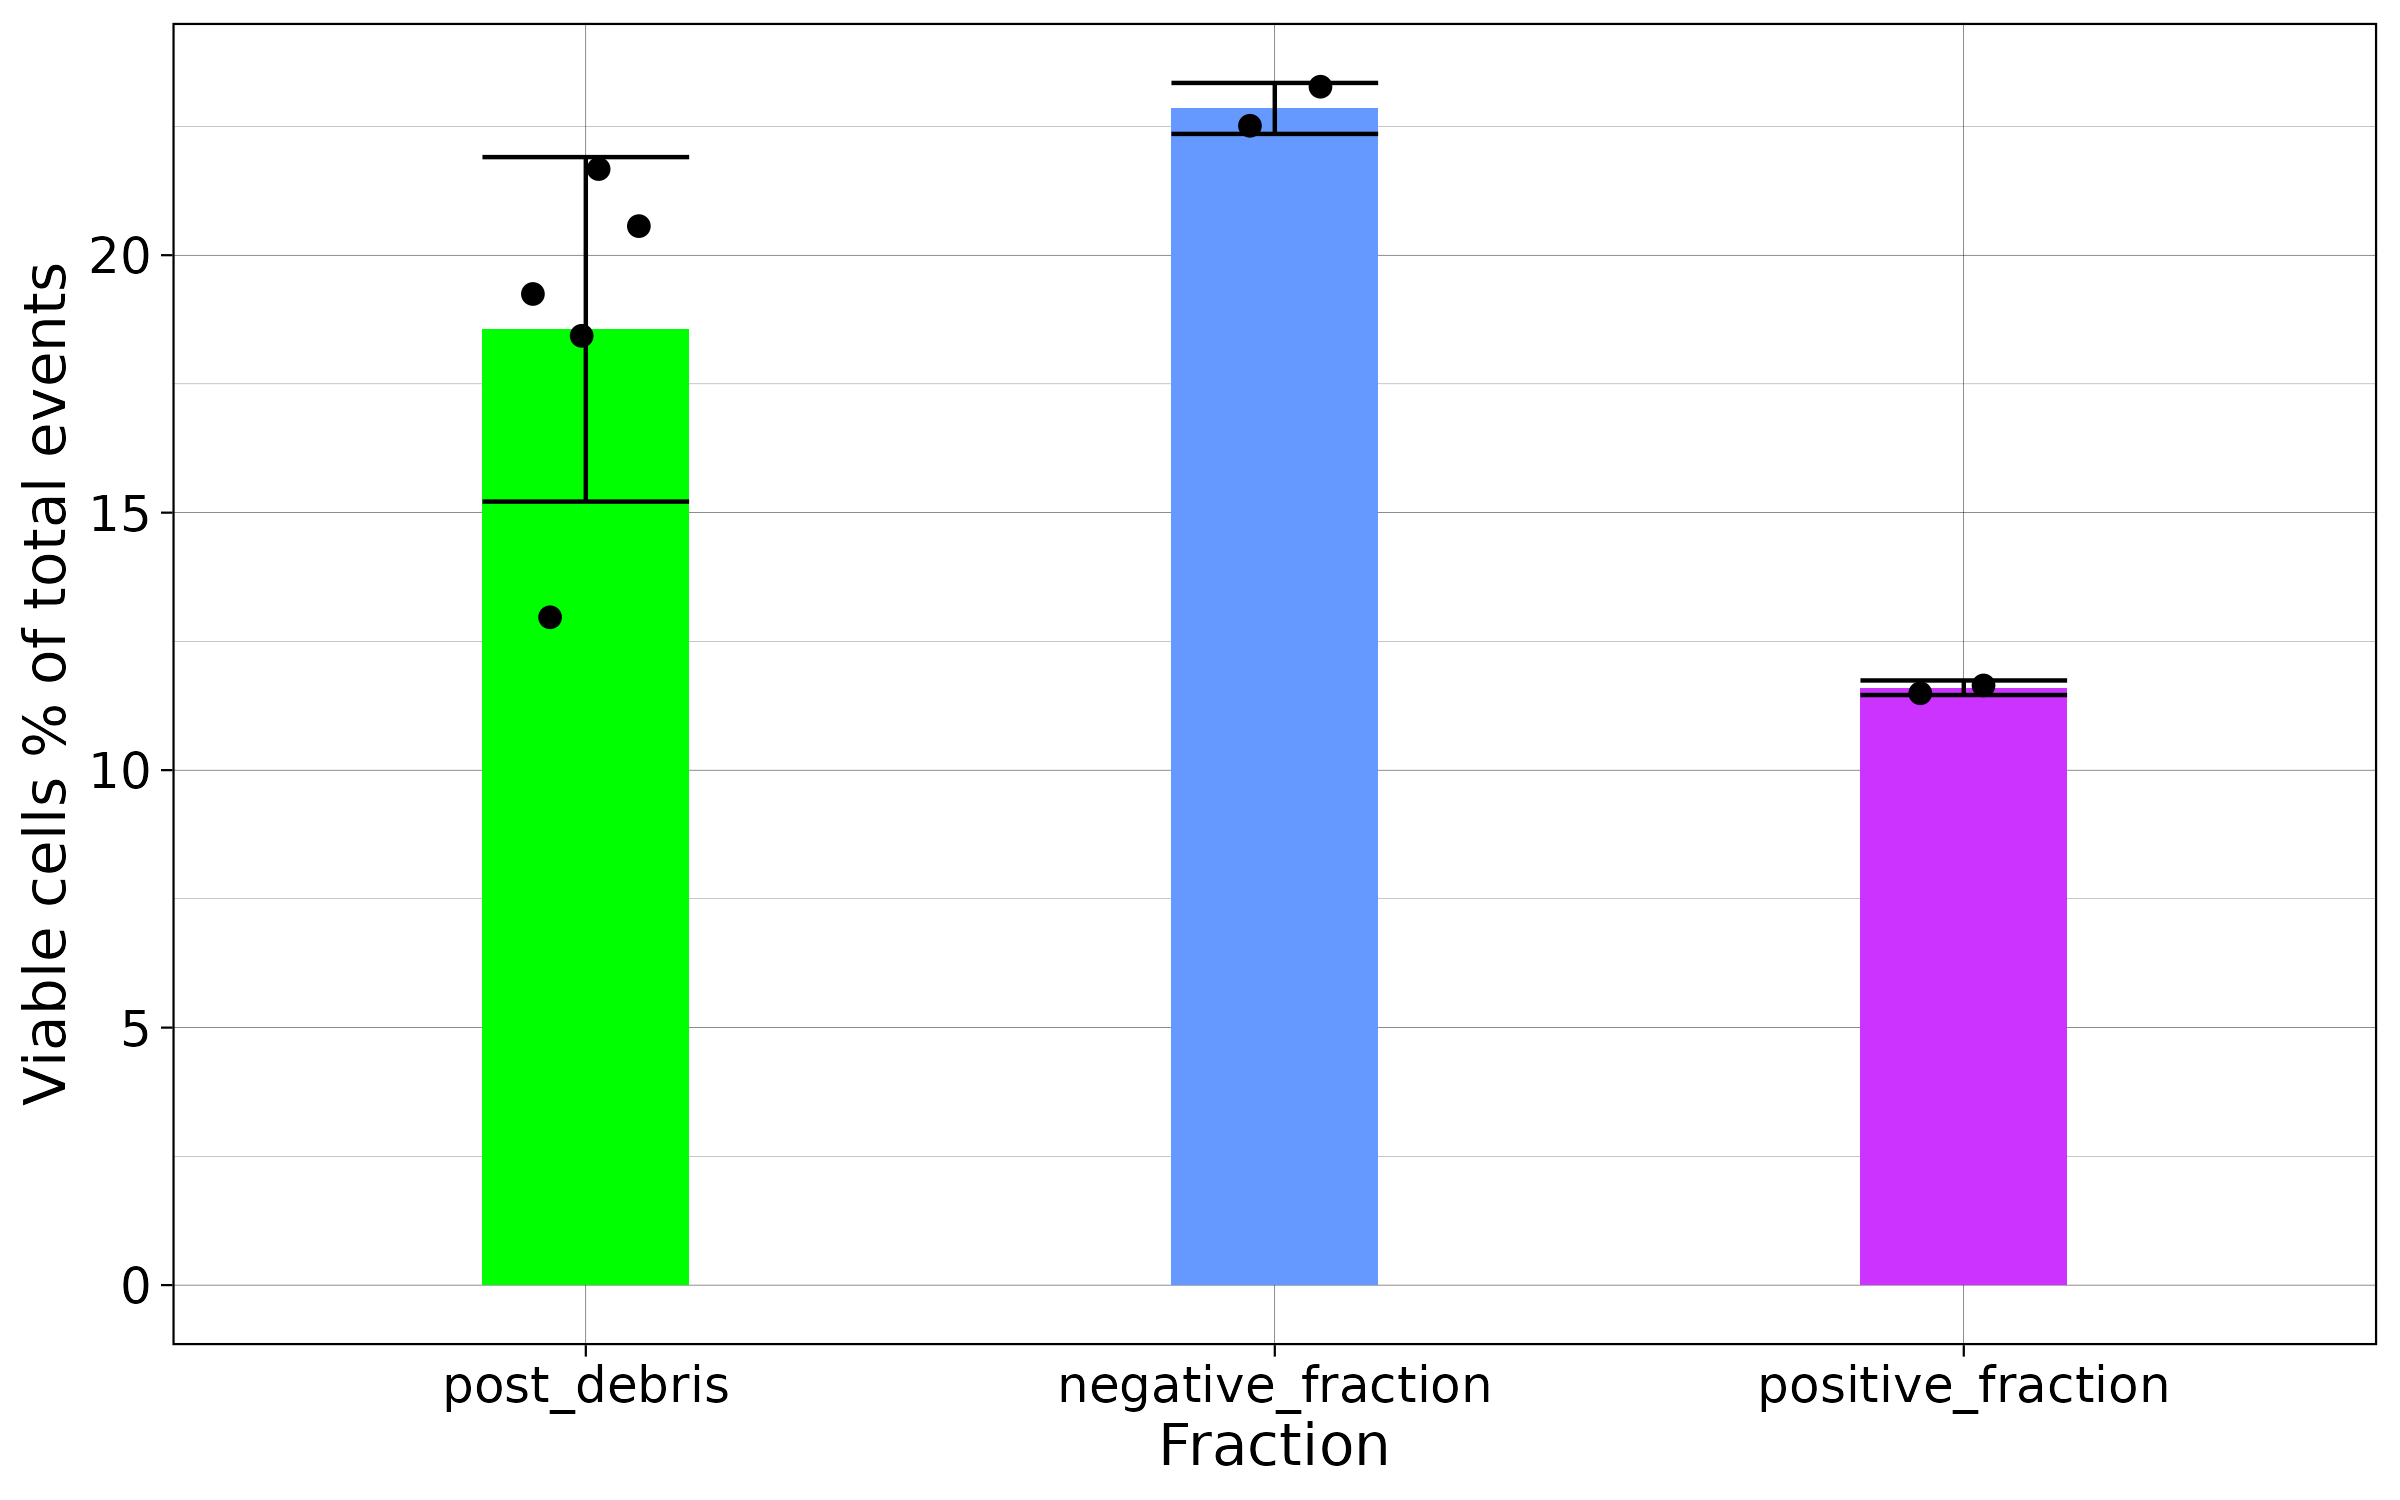 Viable cells % of total events
20
15
10
5
0
post_debris
negative_fraction
positive_fraction
Fraction